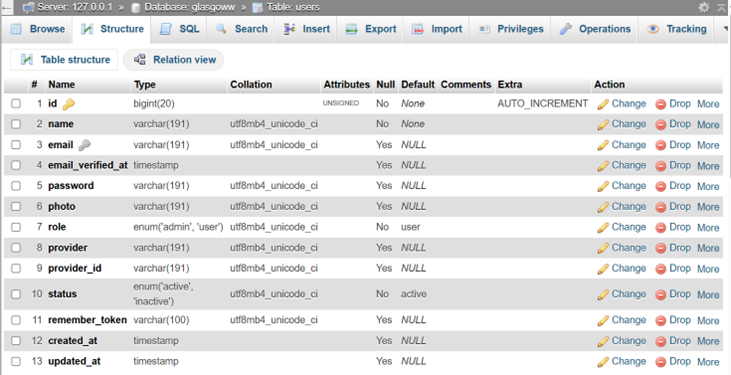 Server: 127.0.0.1 » Database: glasgoww » Table: users
Browse Structure SQL Search Insert Export Import Privileges Operations Tracking
Table structure Relation view
# Name Type Collation Attributes Null Default Comments Extra Action
1 id bigint(20) UNSIGNED No None AUTO_INCREMENT Change Drop More
2 name varchar(191) utf8mb4_unicode_ci No None Change Drop More
3 email varchar(191) utf8mb4_unicode_ci Yes NULL Change Drop More
4 email_verified_at timestamp Yes NULL Change Drop More
5 password varchar(191) utf8mb4_unicode_ci Yes NULL Change Drop More
6 photo varchar(191) utf8mb4_unicode_ci Yes NULL Change Drop More
7 role enum('admin', 'user') utf8mb4_unicode_ci No user Change Drop More
8 provider varchar(191) utf8mb4_unicode_ci Yes NULL Change Drop More
9 provider_id varchar(191) utf8mb4_unicode_ci Yes NULL Change Drop More
10 status enum('active', 'inactive') utf8mb4_unicode_ci No active Change Drop More
11 remember_token varchar(100) utf8mb4_unicode_ci Yes NULL Change Drop More
12 created_at timestamp Yes NULL Change Drop More
13 updated_at timestamp Yes NULL Change Drop More